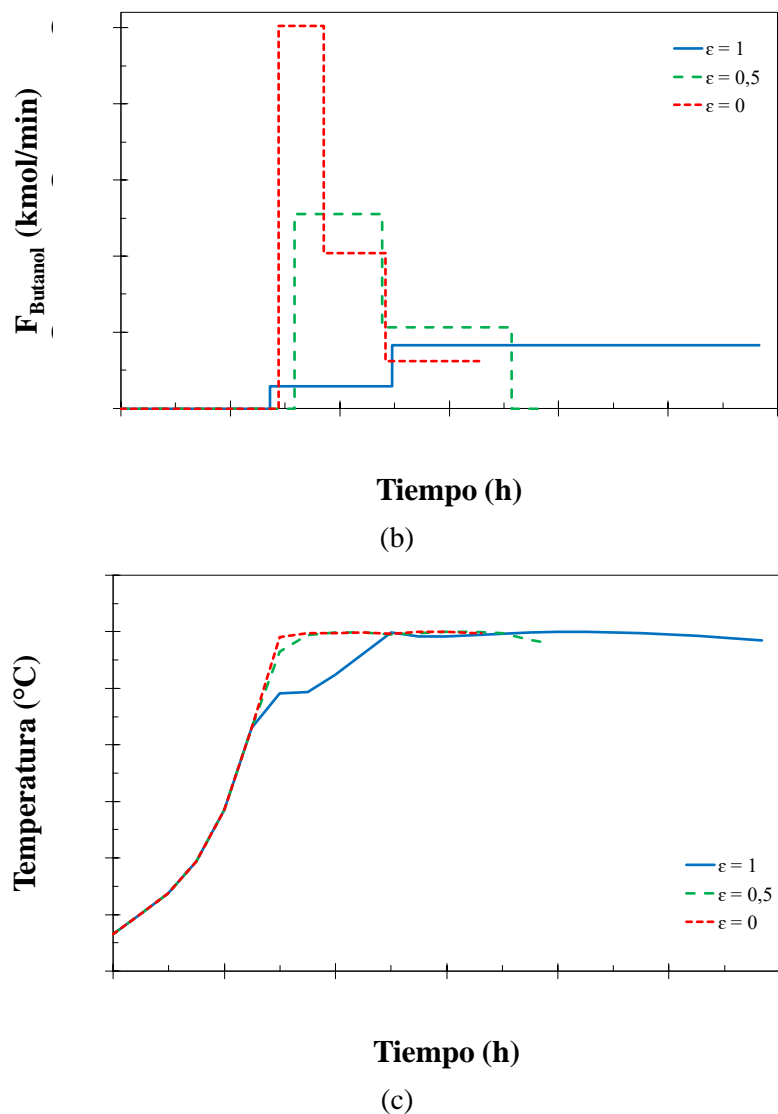 F_Butanol (kmol/min)
ε = 1
ε = 0,5
ε = 0
Tiempo (h)
(b)
Temperatura (°C)
ε = 1
ε = 0,5
ε = 0
Tiempo (h)
(c)